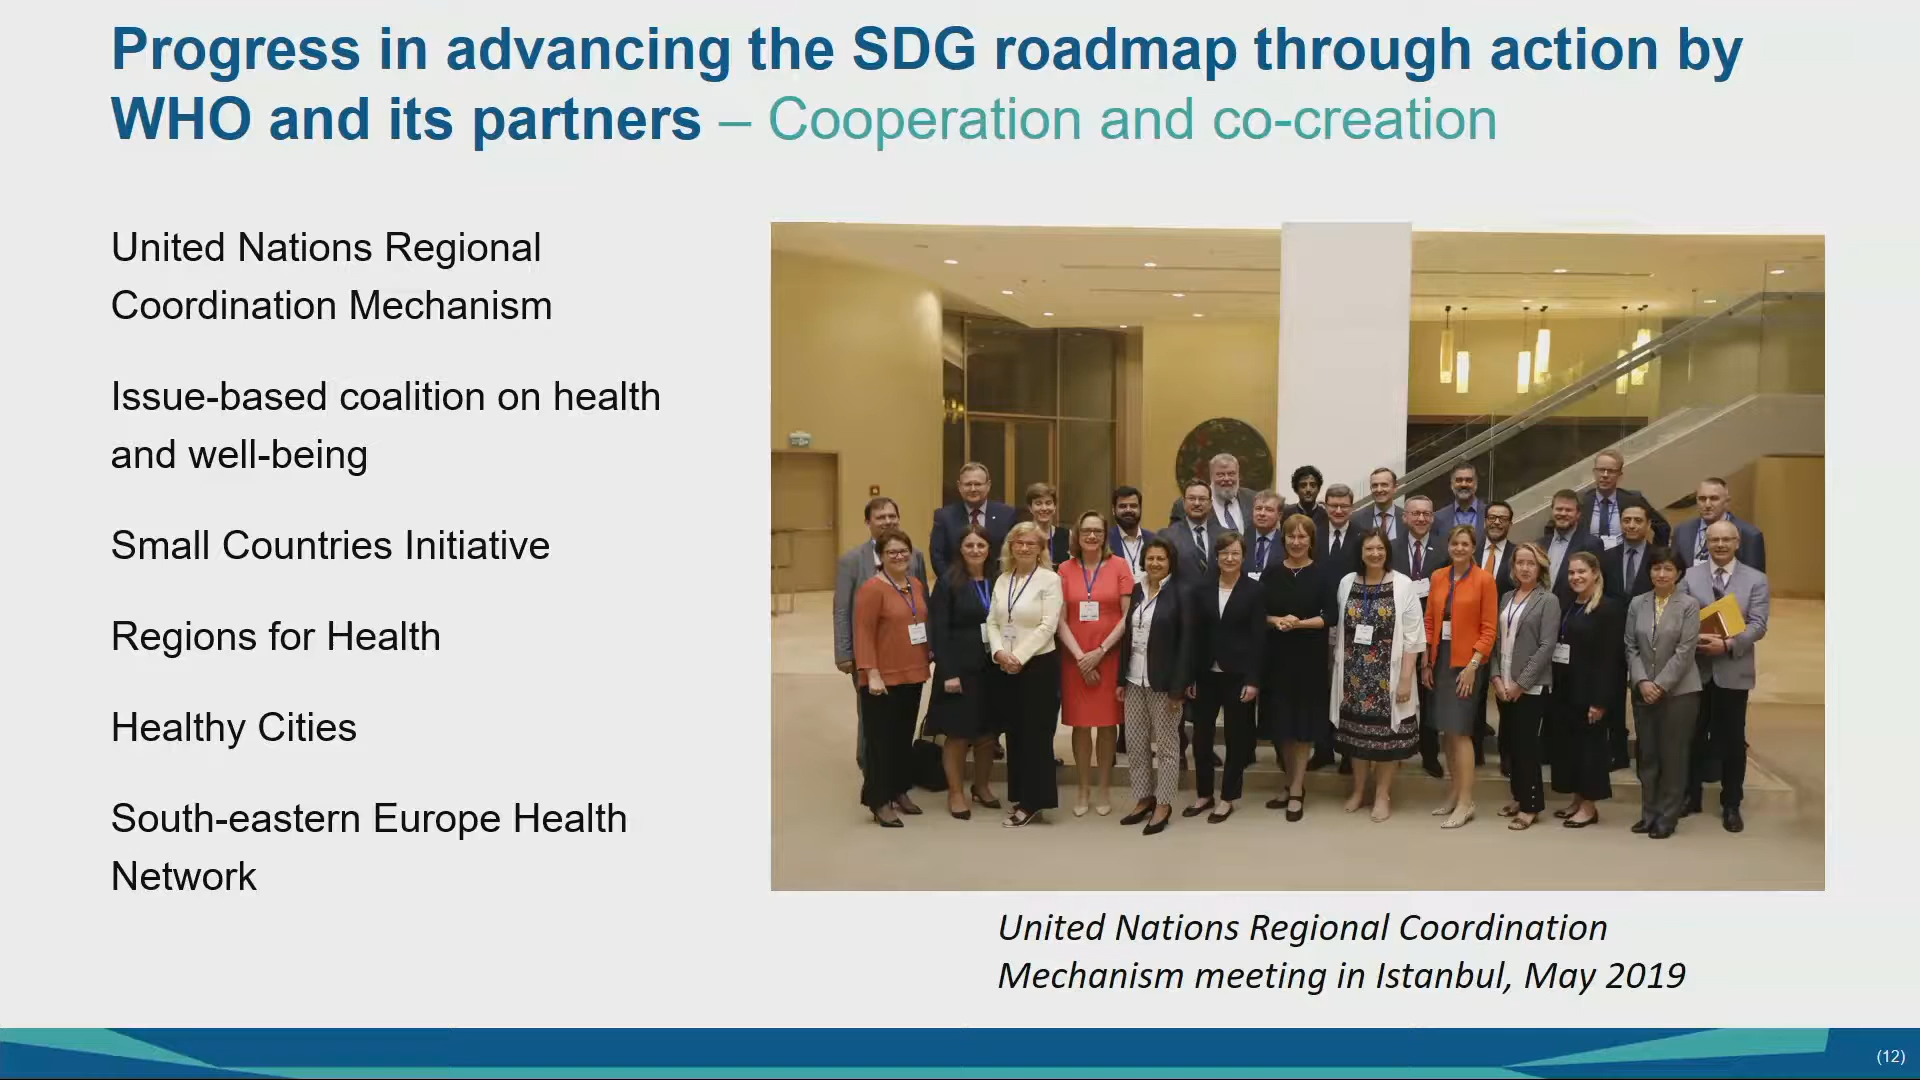 Progress in advancing the SDG roadmap through action by
WHO and its partners – Cooperation and co-creation
United Nations Regional
Coordination Mechanism
Issue-based coalition on health
and well-being
Small Countries Initiative
Regions for Health
Healthy Cities
South-eastern Europe Health
Network
United Nations Regional Coordination
Mechanism meeting in Istanbul, May 2019
(12)